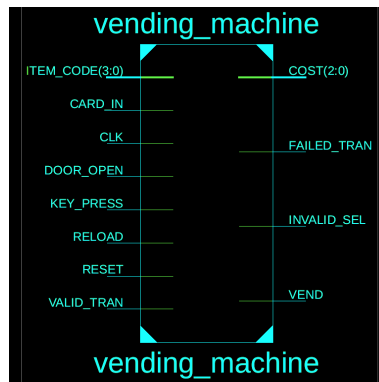 vending_machine
ITEM_CODE(3:0)
COST(2:0)
CARD_IN
CLK
FAILED_TRAN
DOOR_OPEN
KEY_PRESS
INVALID_SEL
RELOAD
RESET
VEND
VALID_TRAN
vending_machine